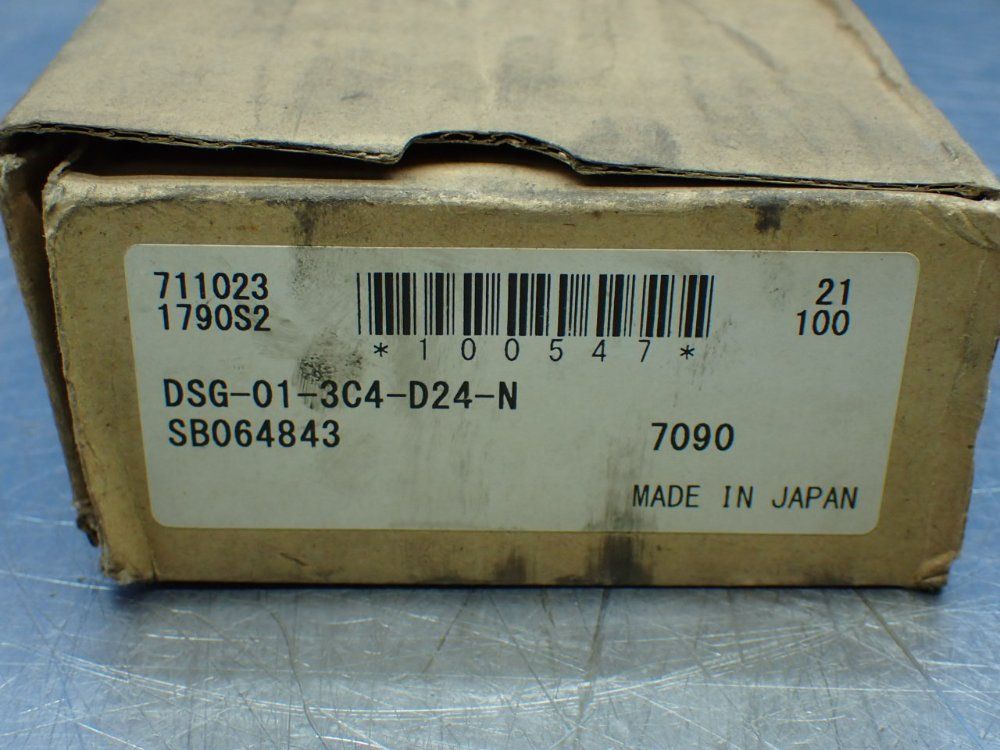 711023
1790S2
*100547*
21
100
DSG-01-3C4-D24-N
SB064843
7090
MADE IN JAPAN